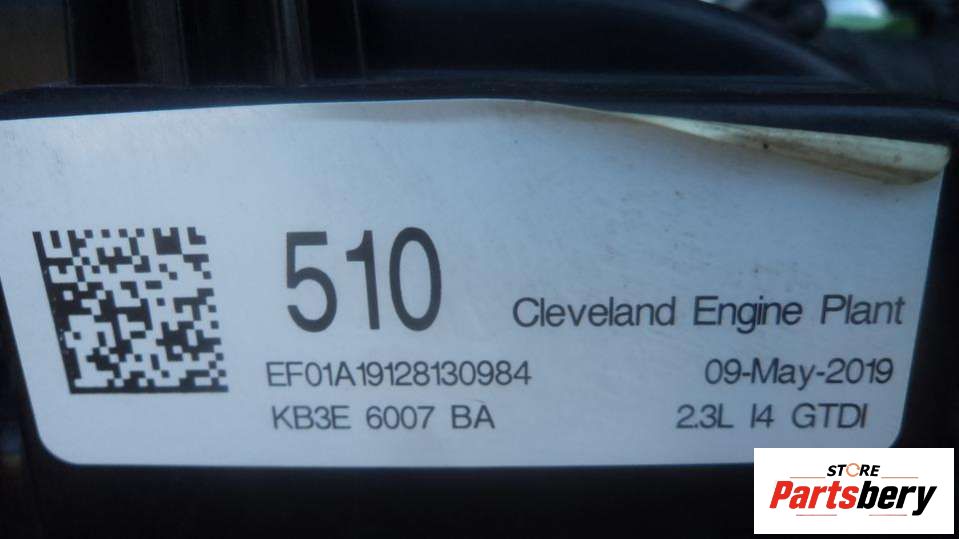 510
Cleveland Engine Plant
EF01A19128130984 09-May-2019
KB3E 6007 BA 2.3L I4 GTDI
STORE
Partsbery